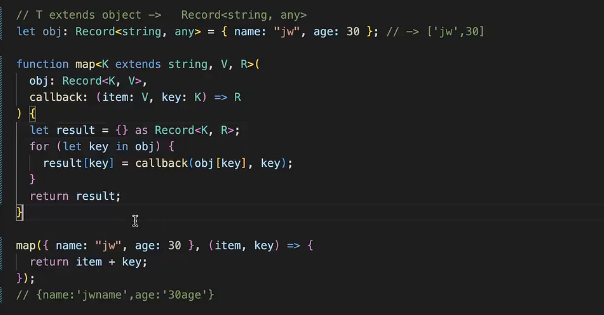 // T extends object ->   Record<string, any>
let obj: Record<string, any> = { name: "jw", age: 30 }; // -> ['jw',30]
function map<K extends string, V, R>(
  obj: Record<K, V>,
  callback: (item: V, key: K) => R
) {
  let result = {} as Record<K, R>;
  for (let key in obj) {
    result[key] = callback(obj[key], key);
  }
  return result;
}
map({ name: "jw", age: 30 }, (item, key) => {
  return item + key;
});
// {name:'jwname',age:'30age'}